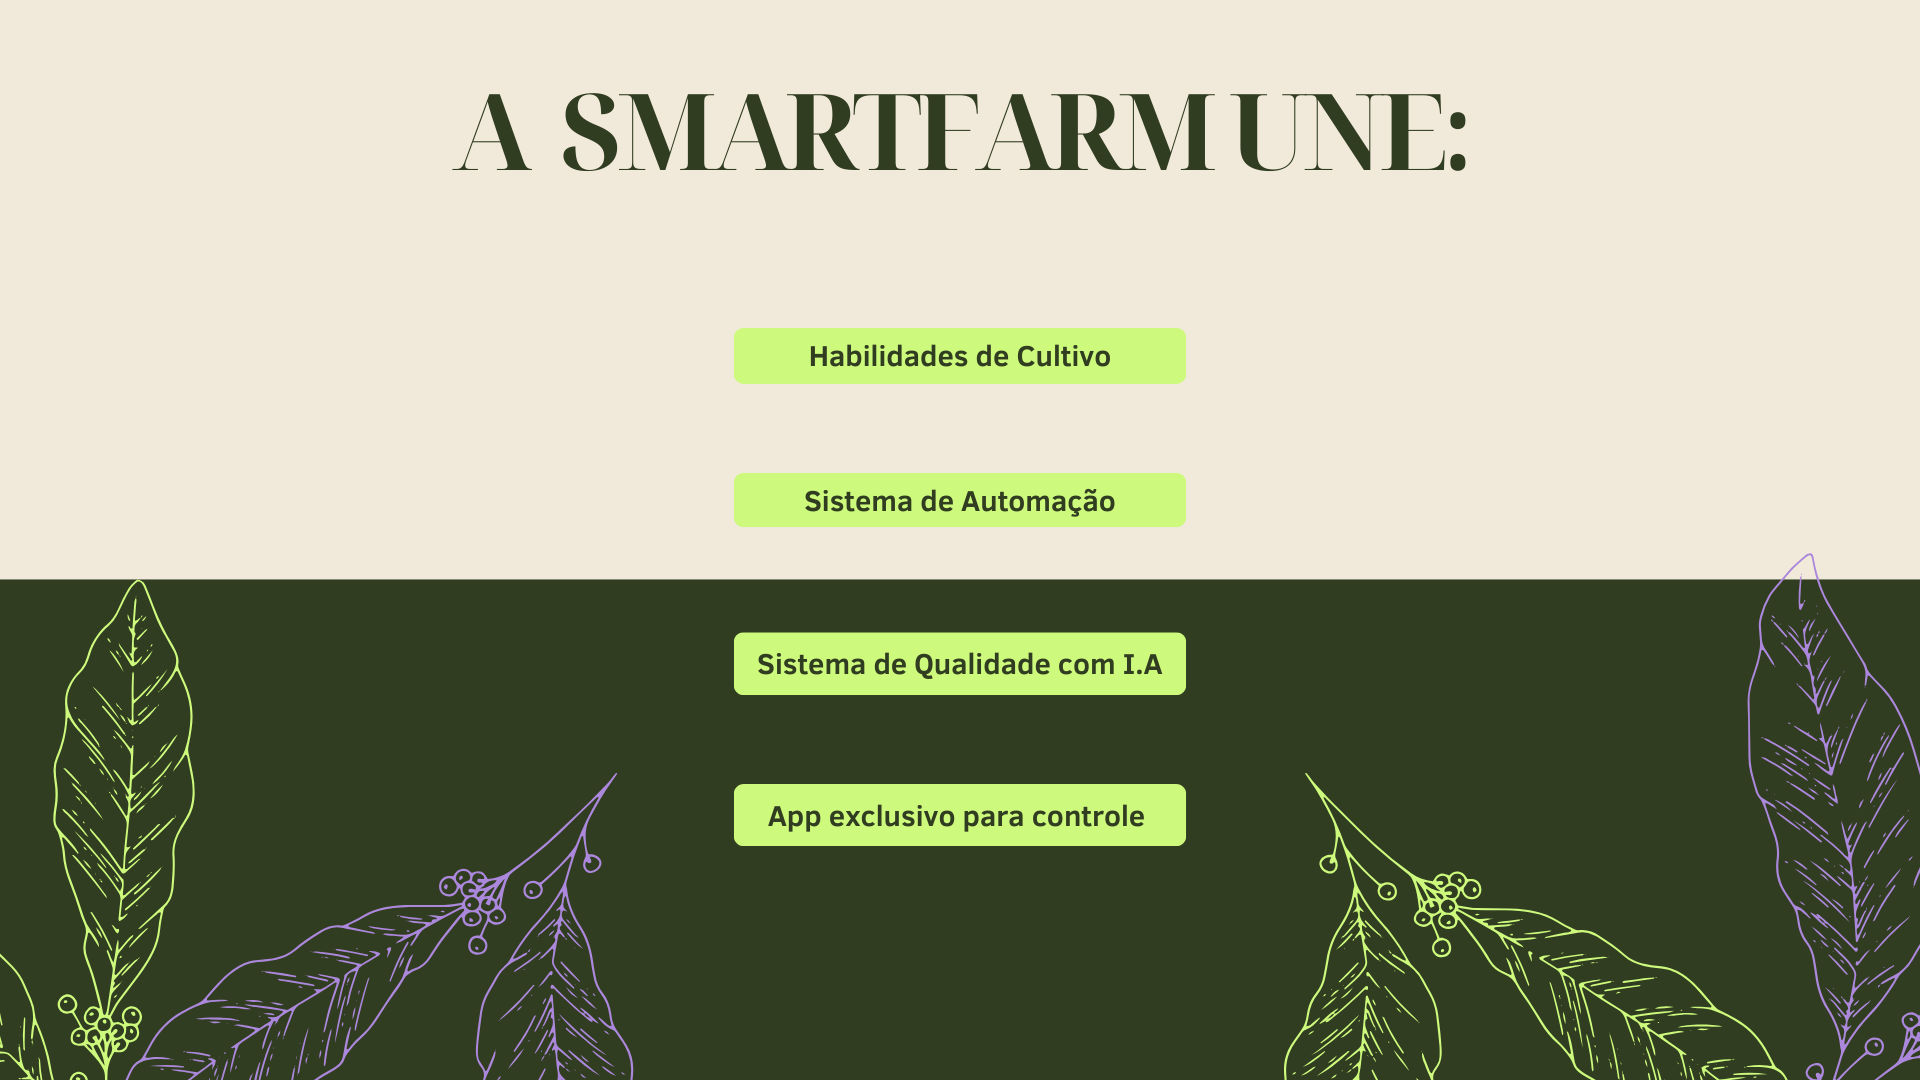 A SMARTFARM UNE:
Habilidades de Cultivo
Sistema de Automação
Sistema de Qualidade com I.A
App exclusivo para controle